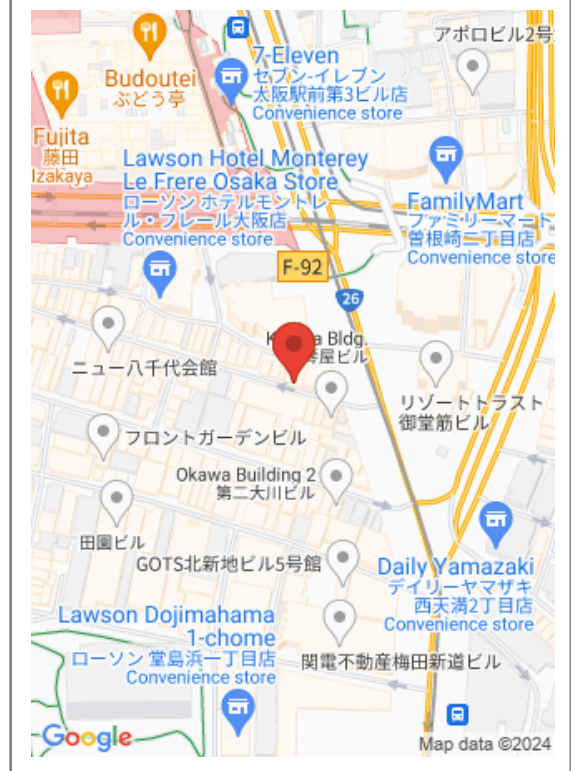 アポロビル2号
7-Eleven
セブン-イレブン
大阪駅前第3ビル店
Convenience store
Budoutei
ぶどう亭
Fujita
藤田
Izakaya
Lawson Hotel Monterey
Le Frere Osaka Store
ローソン ホテルモントレ
ル・フレール大阪店
Convenience store
FamilyMart
ファミリーマート
曽根崎二丁目店
Convenience store
F-92
26
Bldg.
ニュー八千代会館
リゾートトラスト
御堂筋ビル
フロントガーデンビル
Okawa Building 2
第二大川ビル
田園ビル
GOTS北新地ビル5号館
Daily Yamazaki
デイリーヤマザキ
西天満2丁目店
Convenience store
Lawson Dojimahama
1-chome
ローソン 堂島浜一丁目店
Convenience store
関電不動産梅田新道ビル
Google
Map data ©2024